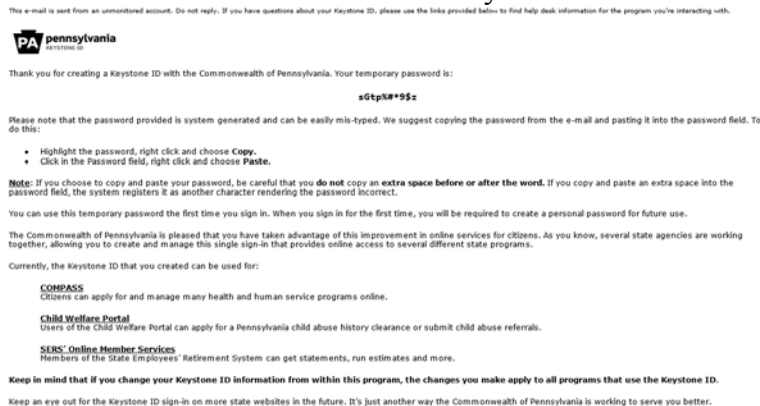 This e-mail is sent from an unmonitored account. Do not reply. If you have questions about your Keystone ID, please use the links provided below to find help desk information for the program you're interacting with.
PA pennsylvania
KEYSTONE ID
Thank you for creating a Keystone ID with the Commonwealth of Pennsylvania. Your temporary password is:
sGtp%#*9$z
Please note that the password provided is system generated and can be easily mis-typed. We suggest copying the password from the e-mail and pasting it into the password field. To
do this:
• Highlight the password, right click and choose Copy.
• Click in the Password field, right click and choose Paste.
Note: If you choose to copy and paste your password, be careful that you do not copy an extra space before or after the word. If you copy and paste an extra space into the
password field, the system registers it as another character rendering the password incorrect.
You can use this temporary password the first time you sign in. When you sign in for the first time, you will be required to create a personal password for future use.
The Commonwealth of Pennsylvania is pleased that you have taken advantage of this improvement in online services for citizens. As you know, several state agencies are working
together, allowing you to create and manage this single sign-in that provides online access to several different state programs.
Currently, the Keystone ID that you created can be used for:
COMPASS
Citizens can apply for and manage many health and human service programs online.
Child Welfare Portal
Users of the Child Welfare Portal can apply for a Pennsylvania child abuse history clearance or submit child abuse referrals.
SERS' Online Member Services
Members of the State Employees' Retirement System can get statements, run estimates and more.
Keep in mind that if you change your Keystone ID information from within this program, the changes you make apply to all programs that use the Keystone ID.
Keep an eye out for the Keystone ID sign-on on more state websites in the future. It's just another way the Commonwealth of Pennsylvania is working to serve you better.